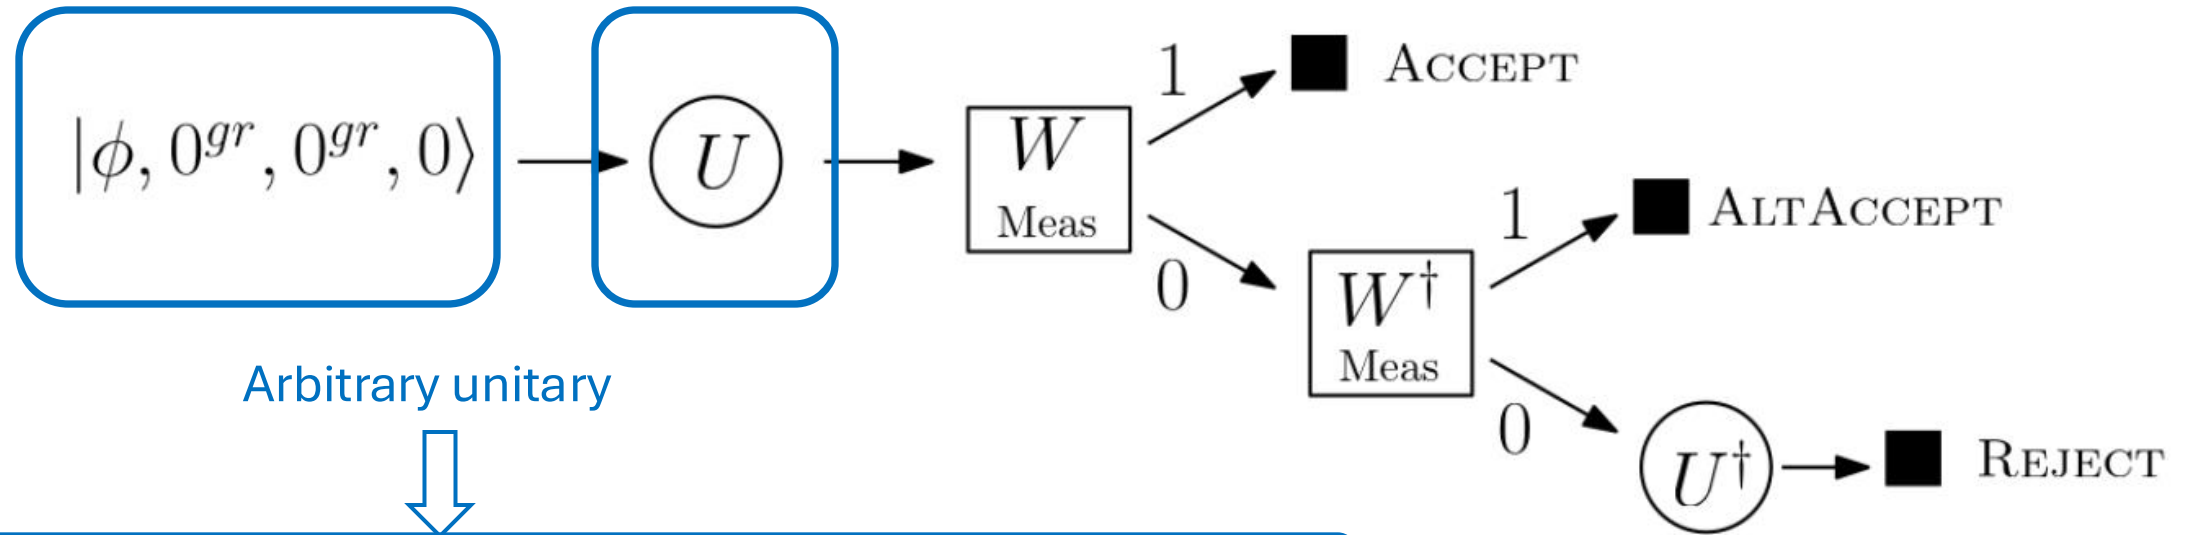 |ϕ, 0^{gr}, 0^{gr}, 0⟩
U
W
Meas
1
ACCEPT
0
W†
Meas
1
ALTACCEPT
0
U†
REJECT
Arbitrary unitary